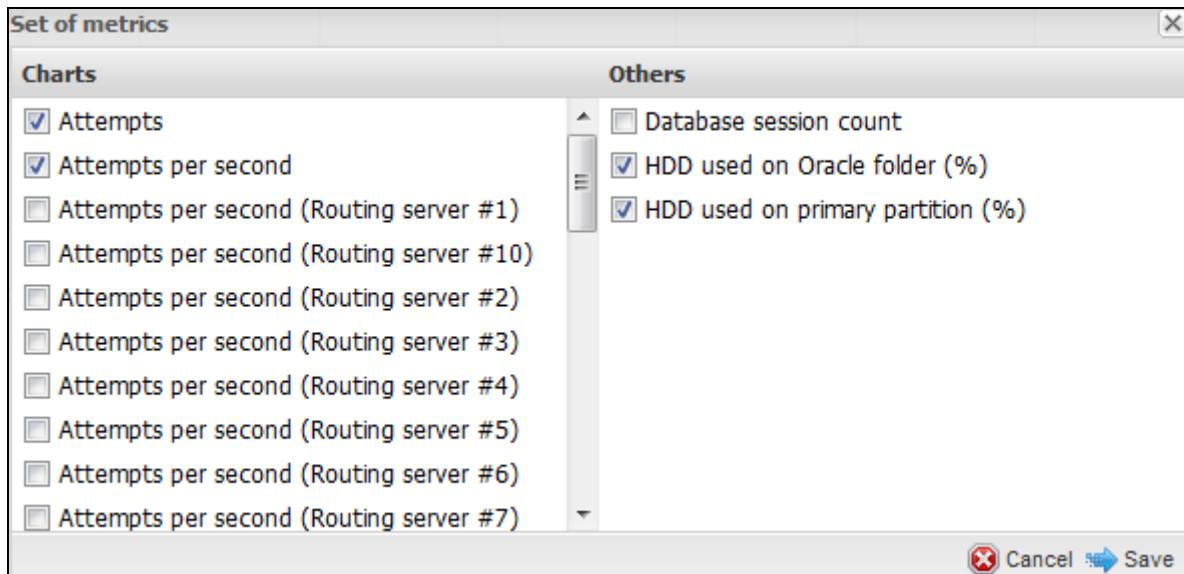 Set of metrics
Charts
Attempts
Attempts per second
Attempts per second (Routing server #1)
Attempts per second (Routing server #10)
Attempts per second (Routing server #2)
Attempts per second (Routing server #3)
Attempts per second (Routing server #4)
Attempts per second (Routing server #5)
Attempts per second (Routing server #6)
Attempts per second (Routing server #7)
Others
Database session count
HDD used on Oracle folder (%)
HDD used on primary partition (%)
Cancel Save